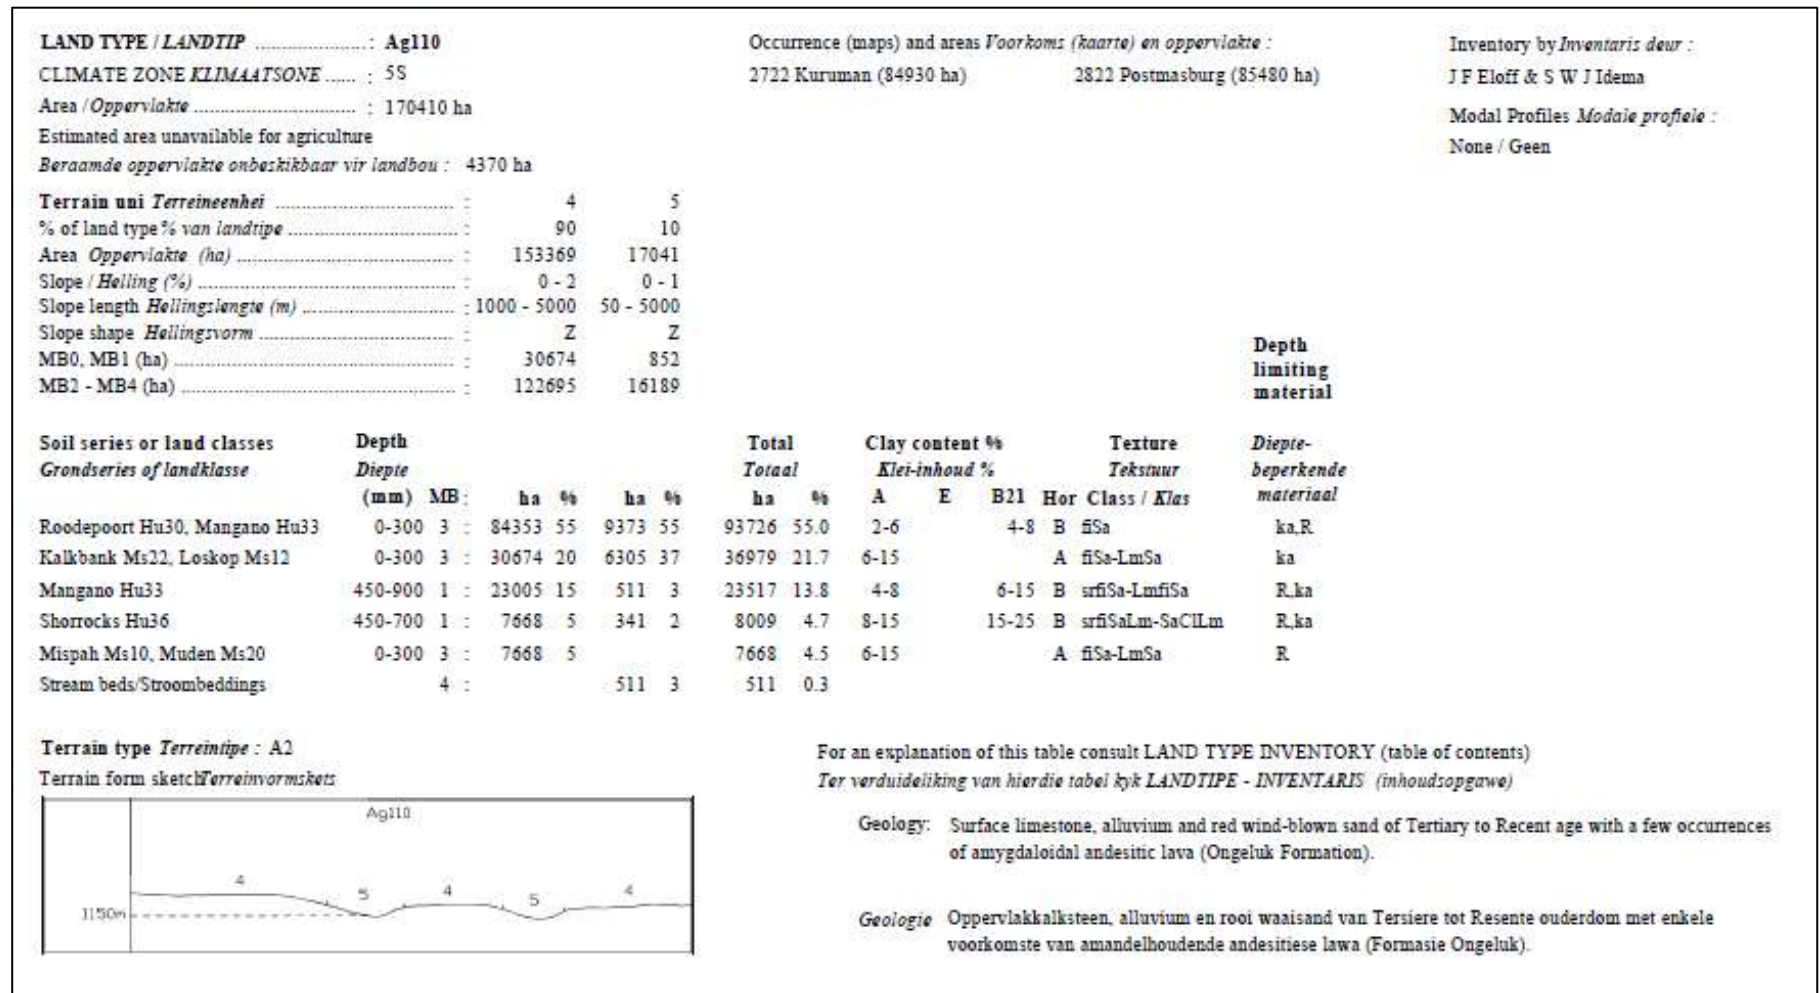 LAND TYPE / LANDTIP ......................: Ag110
CLIMATE ZONE KLIMAATSONE ...... : 5S
Area / Oppervlakte ................................ : 170410 ha
Estimated area unavailable for agriculture
Beraamde oppervlakte onbeskikbaar vir landbou : 4370 ha
Occurrence (maps) and areas Voorkoms (kaarte) en oppervlakte :
2722 Kuruman (84930 ha) 2822 Postmasburg (85480 ha)
Inventory by Inventaris deur :
J F Eloff & S W J Idema
Modal Profiles Modale profiele :
None / Geen
Terrain uni Terreineenhei .................................... : 4 5
% of land type % van landtipe .................................. : 90 10
Area Oppervlakte (ha) ........................................... : 153369 17041
Slope / Helling (%) .................................................... : 0 - 2 0 - 1
Slope length Hellingslengte (m) ............................... : 1000 - 5000 50 - 5000
Slope shape Hellingsvorm ....................................... : Z Z
MB0, MB1 (ha) ......................................................... : 30674 852
MB2 - MB4 (ha) ....................................................... : 122695 16189
Depth
limiting
material
Soil series or land classes Depth Total Clay content % Texture Diepte-
Grondseries of landklasse Diepte Totaal Klei-inhoud % Tekstuur beperkende
(mm) MB : ha % ha % ha % A E B21 Hor Class / Klas materiaal
Roodepoort Hu30, Mangano Hu33 0-300 3 : 84353 55 9373 55 93726 55.0 2-6 4-8 B fiSa ka,R
Kalkbank Ms22, Loskop Ms12 0-300 3 : 30674 20 6305 37 36979 21.7 6-15 A fiSa-LmSa ka
Mangano Hu33 450-900 1 : 23005 15 511 3 23517 13.8 4-8 6-15 B srfiSa-LmfiSa R,ka
Shorrocks Hu36 450-700 1 : 7668 5 341 2 8009 4.7 8-15 15-25 B srfiSaLm-SaClLm R,ka
Mispah Ms10, Muden Ms20 0-300 3 : 7668 5 7668 4.5 6-15 A fiSa-LmSa R
Stream beds/Stroombeddings 4 : 511 3 511 0.3
Terrain type Terreintipe : A2
Terrain form sketch Terreinvormskets
Ag110
4 5 4 5 4
1150m
For an explanation of this table consult LAND TYPE INVENTORY (table of contents)
Ter verduideliking van hierdie tabel kyk LANDTIPE - INVENTARIS (inhoudsopgawe)
Geology: Surface limestone, alluvium and red wind-blown sand of Tertiary to Recent age with a few occurrences
of amygdaloidal andesitic lava (Ongeluk Formation).
Geologie Oppervlakkalksteen, alluvium en rooi waaisand van Tersiere tot Resente ouderdom met enkele
voorkomste van amandelhoudende andesitiese lawa (Formasie Ongeluk).